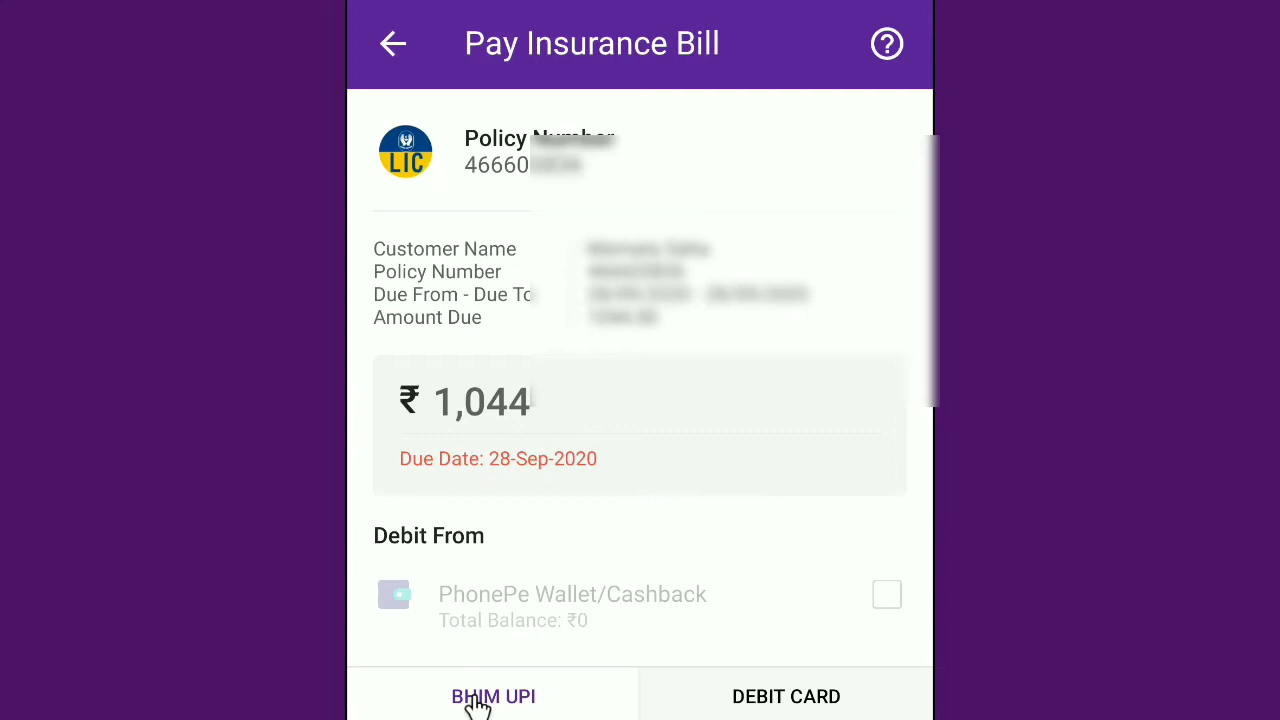 Pay Insurance Bill
LIC
Policy Number
46660
Customer Name
Policy Number
Due From - Due To
Amount Due
₹ 1,044
Due Date: 28-Sep-2020
Debit From
PhonePe Wallet/Cashback
Total Balance: ₹0
BHIM UPI
DEBIT CARD